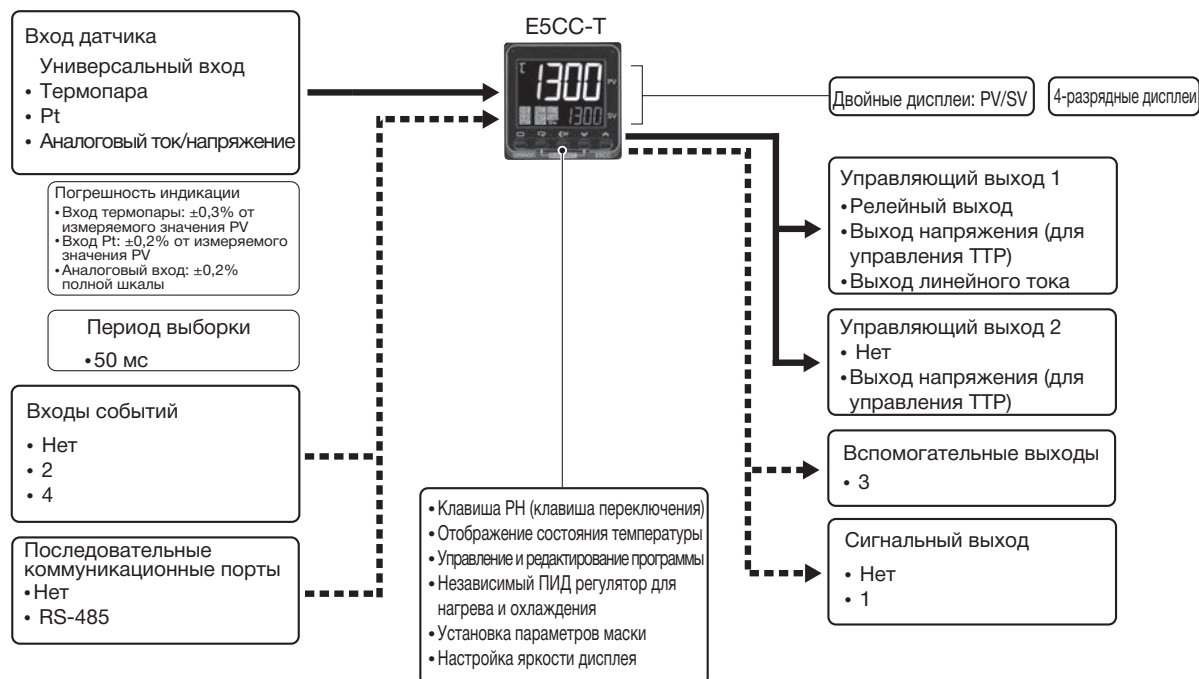 Вход датчика
Универсальный вход
• Термопара
• Pt
• Аналоговый ток/напряжение
Погрешность индикации
• Вход термопары: ±0,3% от
измеряемого значения PV
• Вход Pt: ±0,2% от измеряемого
значения PV
• Аналоговый вход: ±0,2%
полной шкалы
Период выборки
• 50 мс
Входы событий
• Нет
• 2
• 4
Последовательные
коммуникационные порты
• Нет
• RS-485
E5CC-T
1300
PV
1300
SV
E5CC
• Клавиша PH (клавиша переключения)
• Отображение состояния температуры
• Управление и редактирование программы
• Независимый ПИД регулятор для
нагрева и охлаждения
• Установка параметров маски
• Настройка яркости дисплея
Двойные дисплеи: PV/SV
4-разрядные дисплеи
Управляющий выход 1
• Релейный выход
• Выход напряжения (для
управления ТТР)
• Выход линейного тока
Управляющий выход 2
• Нет
• Выход напряжения (для
управления ТТР)
Вспомогательные выходы
• 3
Сигнальный выход
• Нет
• 1